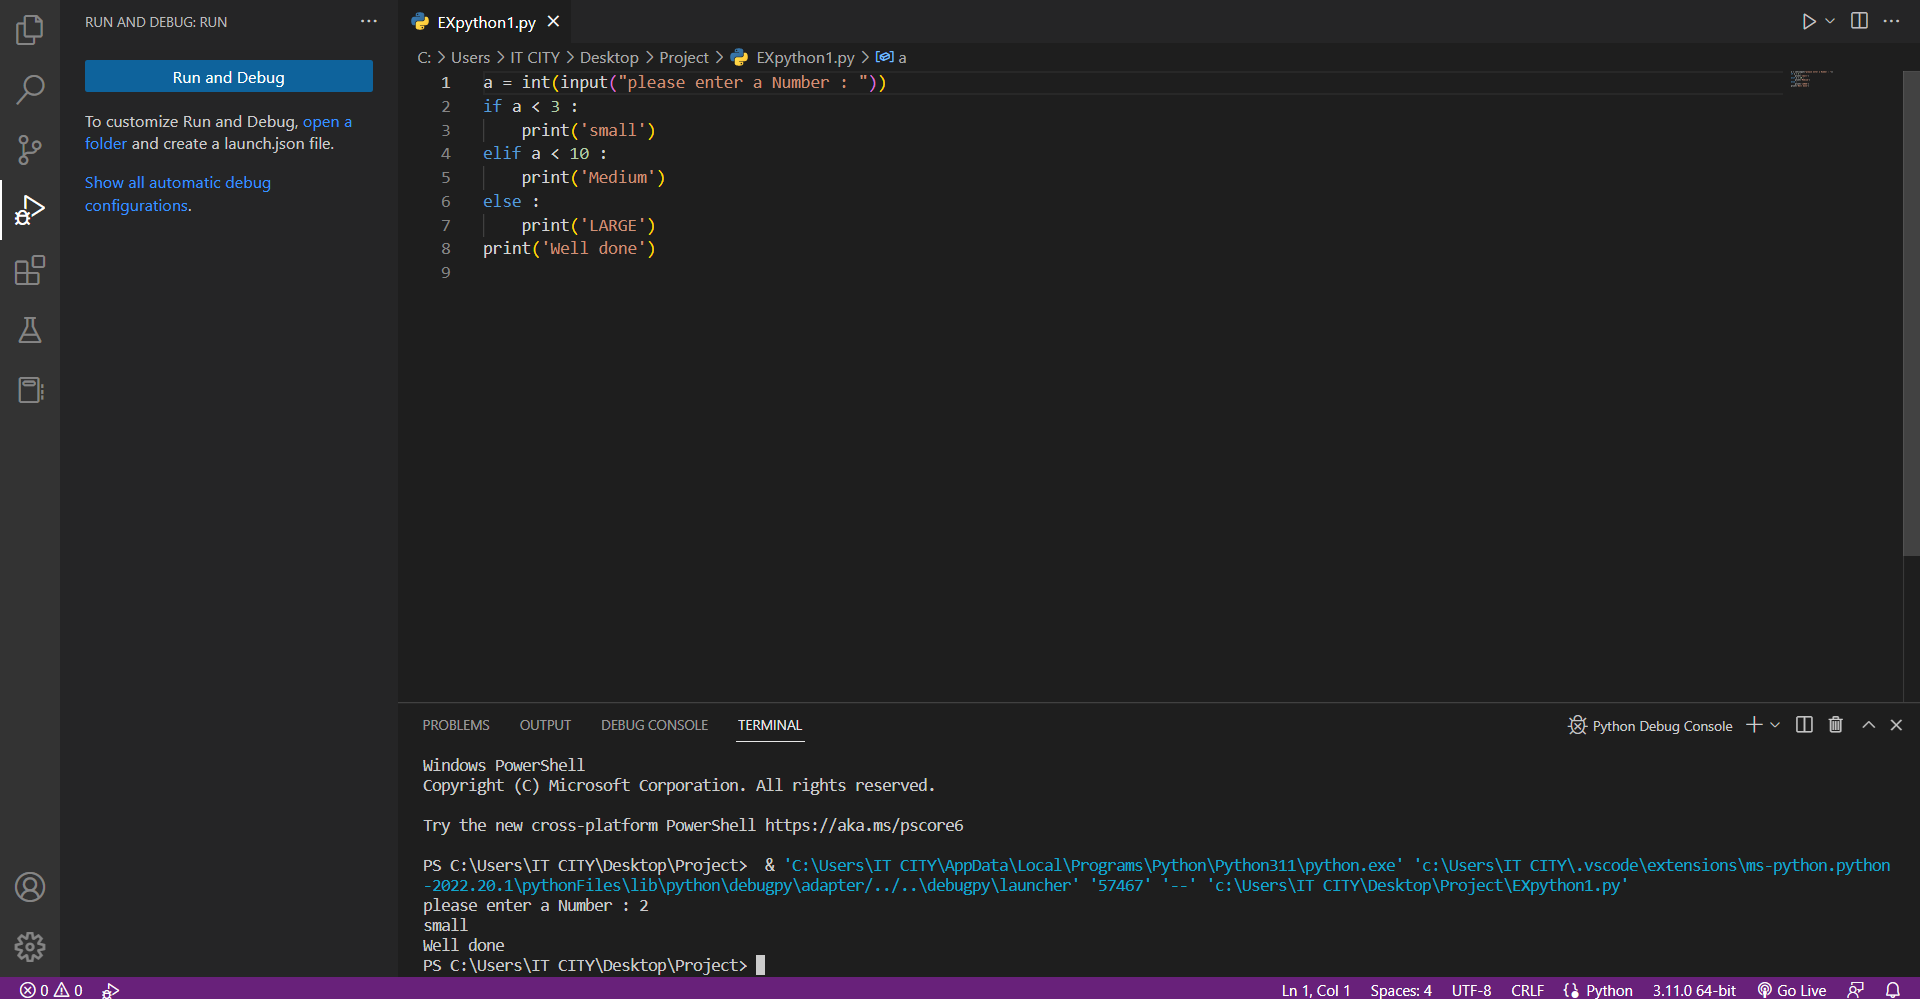 RUN AND DEBUG: RUN
Run and Debug
To customize Run and Debug, open a
folder and create a launch.json file.
Show all automatic debug
configurations.
EXpython1.py
C: > Users > IT CITY > Desktop > Project > EXpython1.py > a
1 a = int(input("please enter a Number : "))
2 if a < 3 :
3 print('small')
4 elif a < 10 :
5 print('Medium')
6 else :
7 print('LARGE')
8 print('Well done')
9
PROBLEMS OUTPUT DEBUG CONSOLE TERMINAL
Python Debug Console
Windows PowerShell
Copyright (C) Microsoft Corporation. All rights reserved.
Try the new cross-platform PowerShell https://aka.ms/pscore6
PS C:\Users\IT CITY\Desktop\Project>  & 'C:\Users\IT CITY\AppData\Local\Programs\Python\Python311\python.exe' 'c:\Users\IT CITY\.vscode\extensions\ms-python.python
-2022.20.1\pythonFiles\lib\python\debugpy\adapter/../..\debugpy\launcher' '57467' '--' 'c:\Users\IT CITY\Desktop\Project\EXpython1.py'
please enter a Number : 2
small
Well done
PS C:\Users\IT CITY\Desktop\Project>
0 0
Ln 1, Col 1 Spaces: 4 UTF-8 CRLF Python 3.11.0 64-bit Go Live